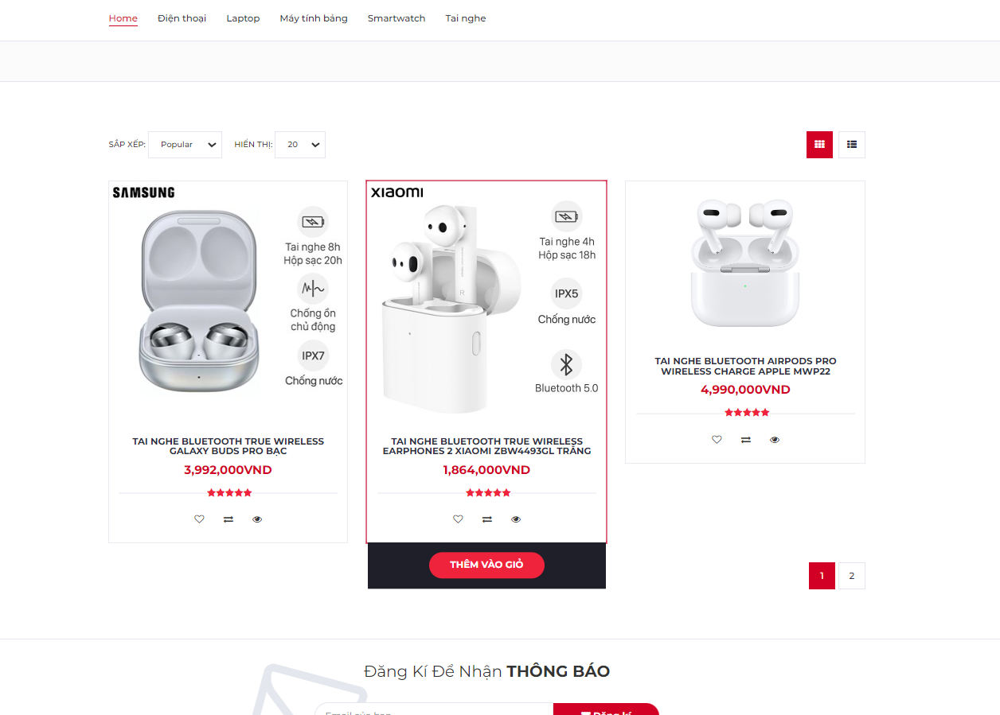 Home Điện thoại Laptop Máy tính bảng Smartwatch Tai nghe
SẮP XẾP: Popular HIỂN THỊ: 20
SAMSUNG
Tai nghe 8h
Hộp sạc 20h
Chống ồn
chủ động
IPX7
Chống nước
TAI NGHE BLUETOOTH TRUE WIRELESS
GALAXY BUDS PRO BẠC
3,992,000VND
XIAOMI
Tai nghe 4h
Hộp sạc 18h
IPX5
Chống nước
Bluetooth 5.0
R
TAI NGHE BLUETOOTH TRUE WIRELESS
EARPHONES 2 XIAOMI ZBW4493GL TRẮNG
1,864,000VND
THÊM VÀO GIỎ
TAI NGHE BLUETOOTH AIRPODS PRO
WIRELESS CHARGE APPLE MWP22
4,990,000VND
1 2
Đăng Kí Để Nhận THÔNG BÁO
Email của bạn
Đăng kí